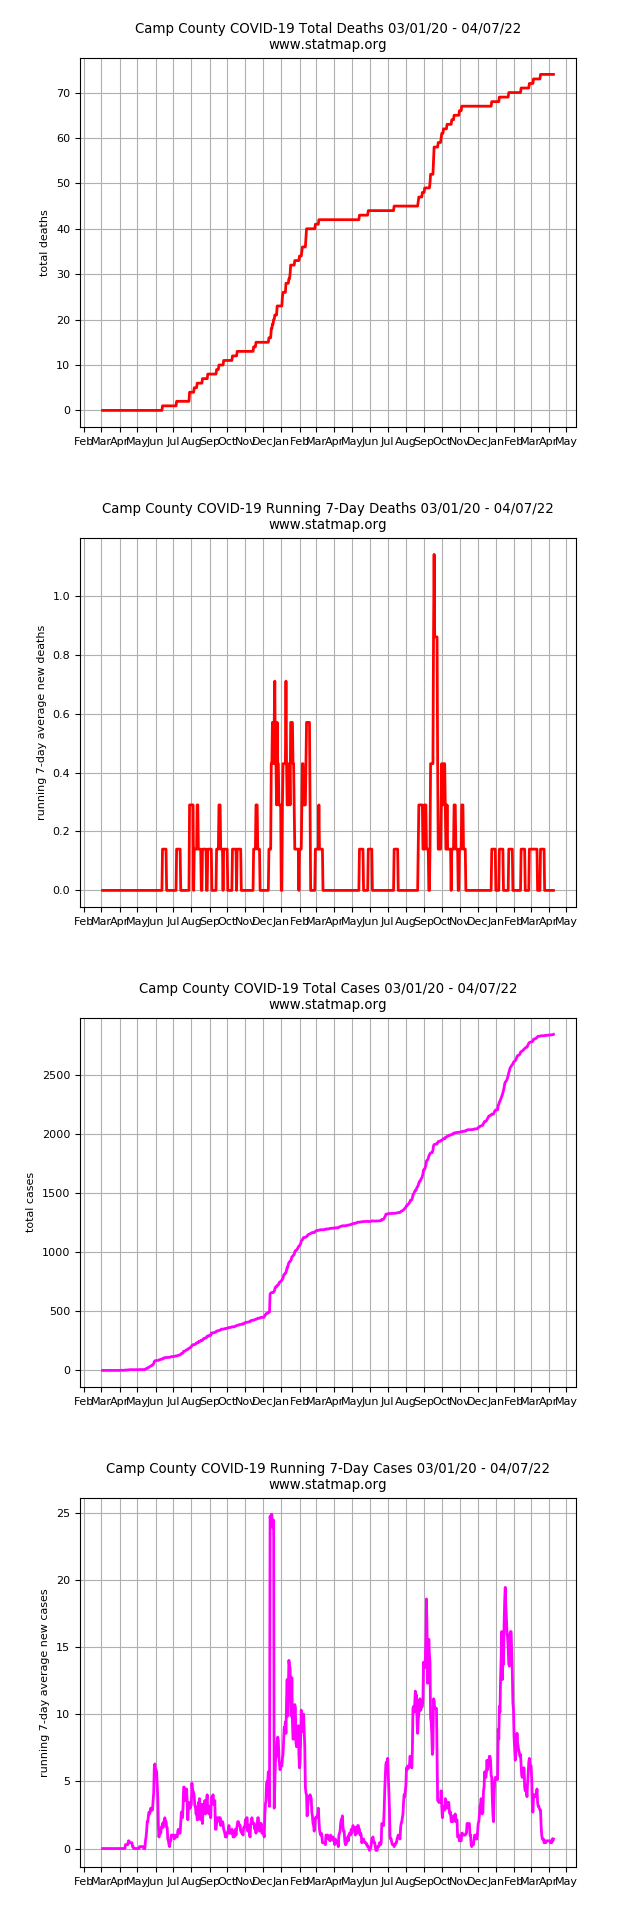 Camp County COVID-19 Total Deaths 03/01/20 - 04/07/22
www.statmap.org
70
60
50
40
30
20
10
0
total deaths
Feb Mar Apr May Jun Jul Aug Sep Oct Nov Dec Jan Feb Mar Apr May Jun Jul Aug Sep Oct Nov Dec Jan Feb Mar Apr May
Camp County COVID-19 Running 7-Day Deaths 03/01/20 - 04/07/22
www.statmap.org
1.0
0.8
0.6
0.4
0.2
0.0
running 7-day average new deaths
Feb Mar Apr May Jun Jul Aug Sep Oct Nov Dec Jan Feb Mar Apr May Jun Jul Aug Sep Oct Nov Dec Jan Feb Mar Apr May
Camp County COVID-19 Total Cases 03/01/20 - 04/07/22
www.statmap.org
2500
2000
1500
1000
500
0
total cases
Feb Mar Apr May Jun Jul Aug Sep Oct Nov Dec Jan Feb Mar Apr May Jun Jul Aug Sep Oct Nov Dec Jan Feb Mar Apr May
Camp County COVID-19 Running 7-Day Cases 03/01/20 - 04/07/22
www.statmap.org
25
20
15
10
5
0
running 7-day average new cases
Feb Mar Apr May Jun Jul Aug Sep Oct Nov Dec Jan Feb Mar Apr May Jun Jul Aug Sep Oct Nov Dec Jan Feb Mar Apr May